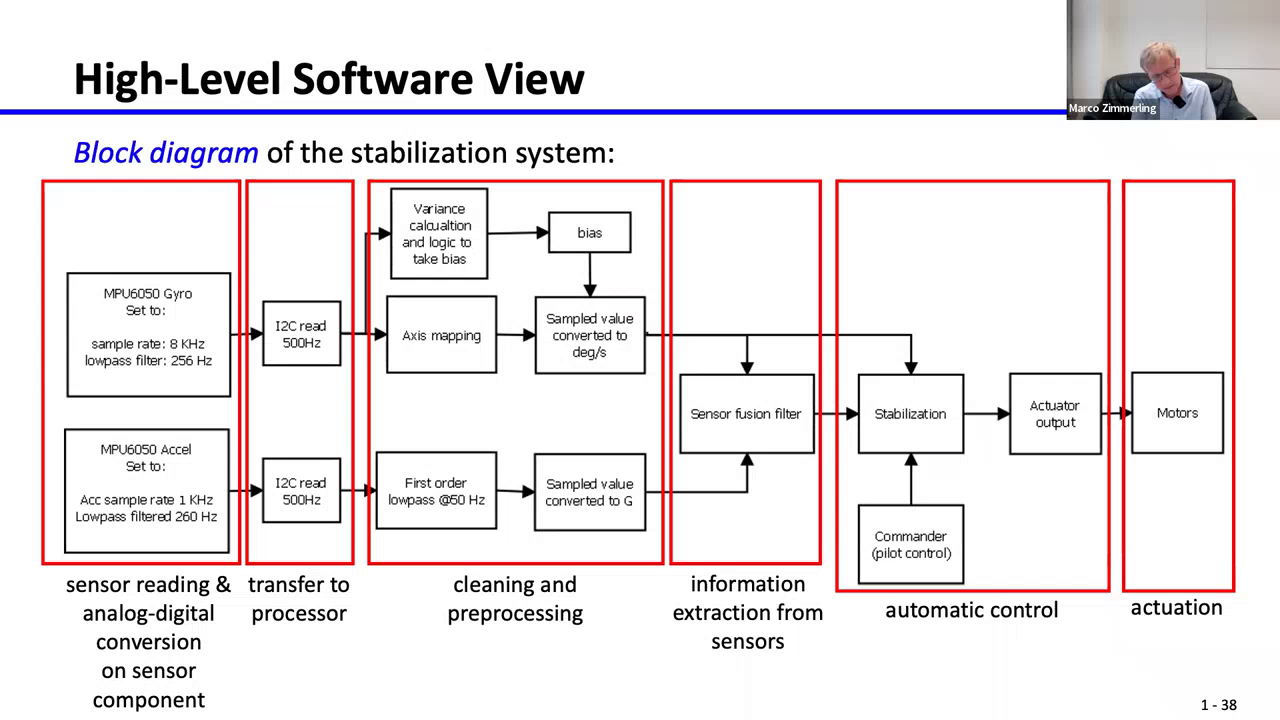 High-Level Software View
Marco Zimmerling
Block diagram of the stabilization system:
MPU6050 Gyro
Set to:
sample rate: 8 KHz
lowpass filter: 256 Hz
MPU6050 Accel
Set to:
Acc sample rate 1 KHz
Lowpass filtered 260 Hz
sensor reading &
analog-digital
conversion
on sensor
component
I2C read
500Hz
I2C read
500Hz
transfer to
processor
Variance
calcualtion
and logic to
take bias
bias
Axis mapping
Sampled value
converted to
deg/s
First order
lowpass @50 Hz
Sampled value
converted to G
cleaning and
preprocessing
Sensor fusion filter
information
extraction from
sensors
Stabilization
Actuator
output
Commander
(pilot control)
automatic control
Motors
actuation
1 - 38